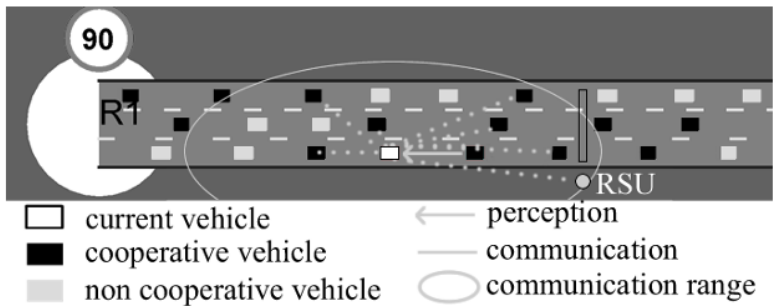 90
R1
RSU
current vehicle
perception
cooperative vehicle
communication
non cooperative vehicle
communication range